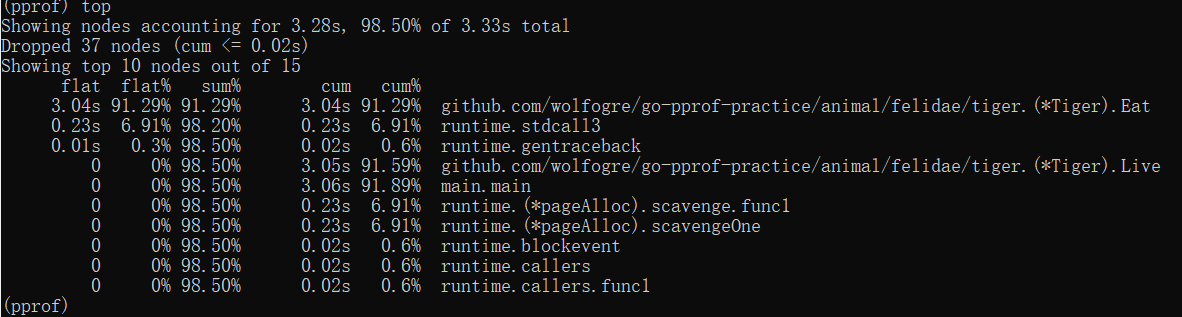 (pprof) top
Showing nodes accounting for 3.28s, 98.50% of 3.33s total
Dropped 37 nodes (cum <= 0.02s)
Showing top 10 nodes out of 15
flat flat% sum% cum cum%
3.04s 91.29% 91.29% 3.04s 91.29% github.com/wolfogre/go-pprof-practice/animal/felidae/tiger.(*Tiger).Eat
0.23s 6.91% 98.20% 0.23s 6.91% runtime.stdcall3
0.01s 0.3% 98.50% 0.02s 0.6% runtime.gentraceback
0 0% 98.50% 3.05s 91.59% github.com/wolfogre/go-pprof-practice/animal/felidae/tiger.(*Tiger).Live
0 0% 98.50% 3.06s 91.89% main.main
0 0% 98.50% 0.23s 6.91% runtime.(*pageAlloc).scavenge.func1
0 0% 98.50% 0.23s 6.91% runtime.(*pageAlloc).scavengeOne
0 0% 98.50% 0.02s 0.6% runtime.blockevent
0 0% 98.50% 0.02s 0.6% runtime.callers
0 0% 98.50% 0.02s 0.6% runtime.callers.func1
(pprof)